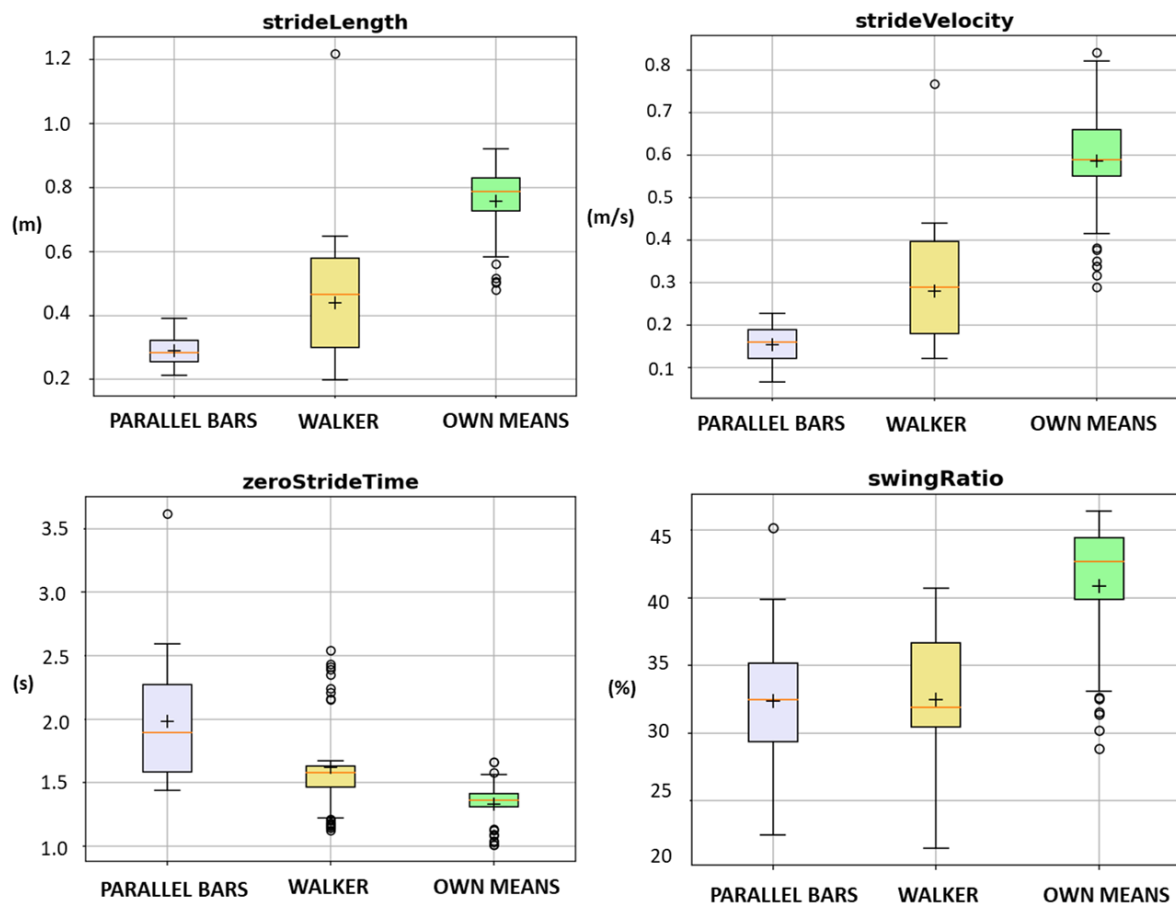 strideLength
1.2
1.0
0.8
(m)
0.6
0.4
0.2
PARALLEL BARS WALKER OWN MEANS
strideVelocity
0.8
0.7
0.6
0.5
(m/s)
0.4
0.3
0.2
0.1
PARALLEL BARS WALKER OWN MEANS
zeroStrideTime
3.5
3.0
2.5
(s)
2.0
1.5
1.0
PARALLEL BARS WALKER OWN MEANS
swingRatio
45
40
35
(%)
30
25
20
PARALLEL BARS WALKER OWN MEANS